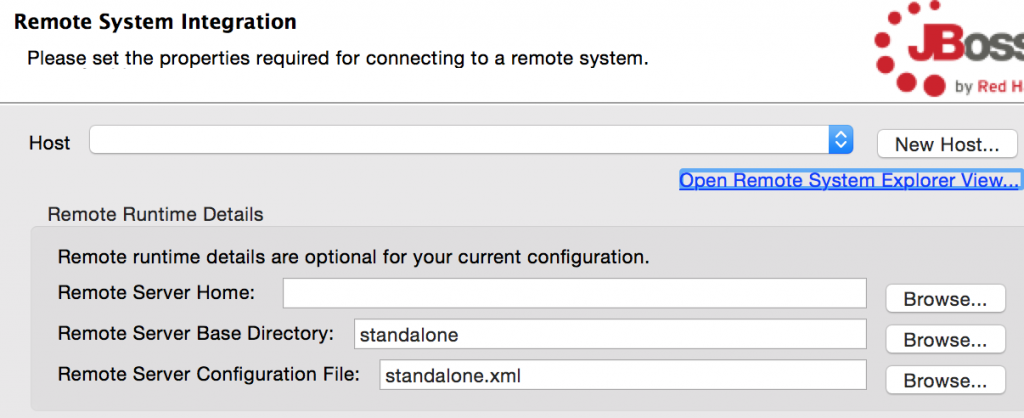 Remote System Integration
Please set the properties required for connecting to a remote system.
JBoss
by Red H
Host
New Host...
Open Remote System Explorer View...
Remote Runtime Details
Remote runtime details are optional for your current configuration.
Remote Server Home:
Browse...
Remote Server Base Directory: standalone
Browse...
Remote Server Configuration File: standalone.xml
Browse...